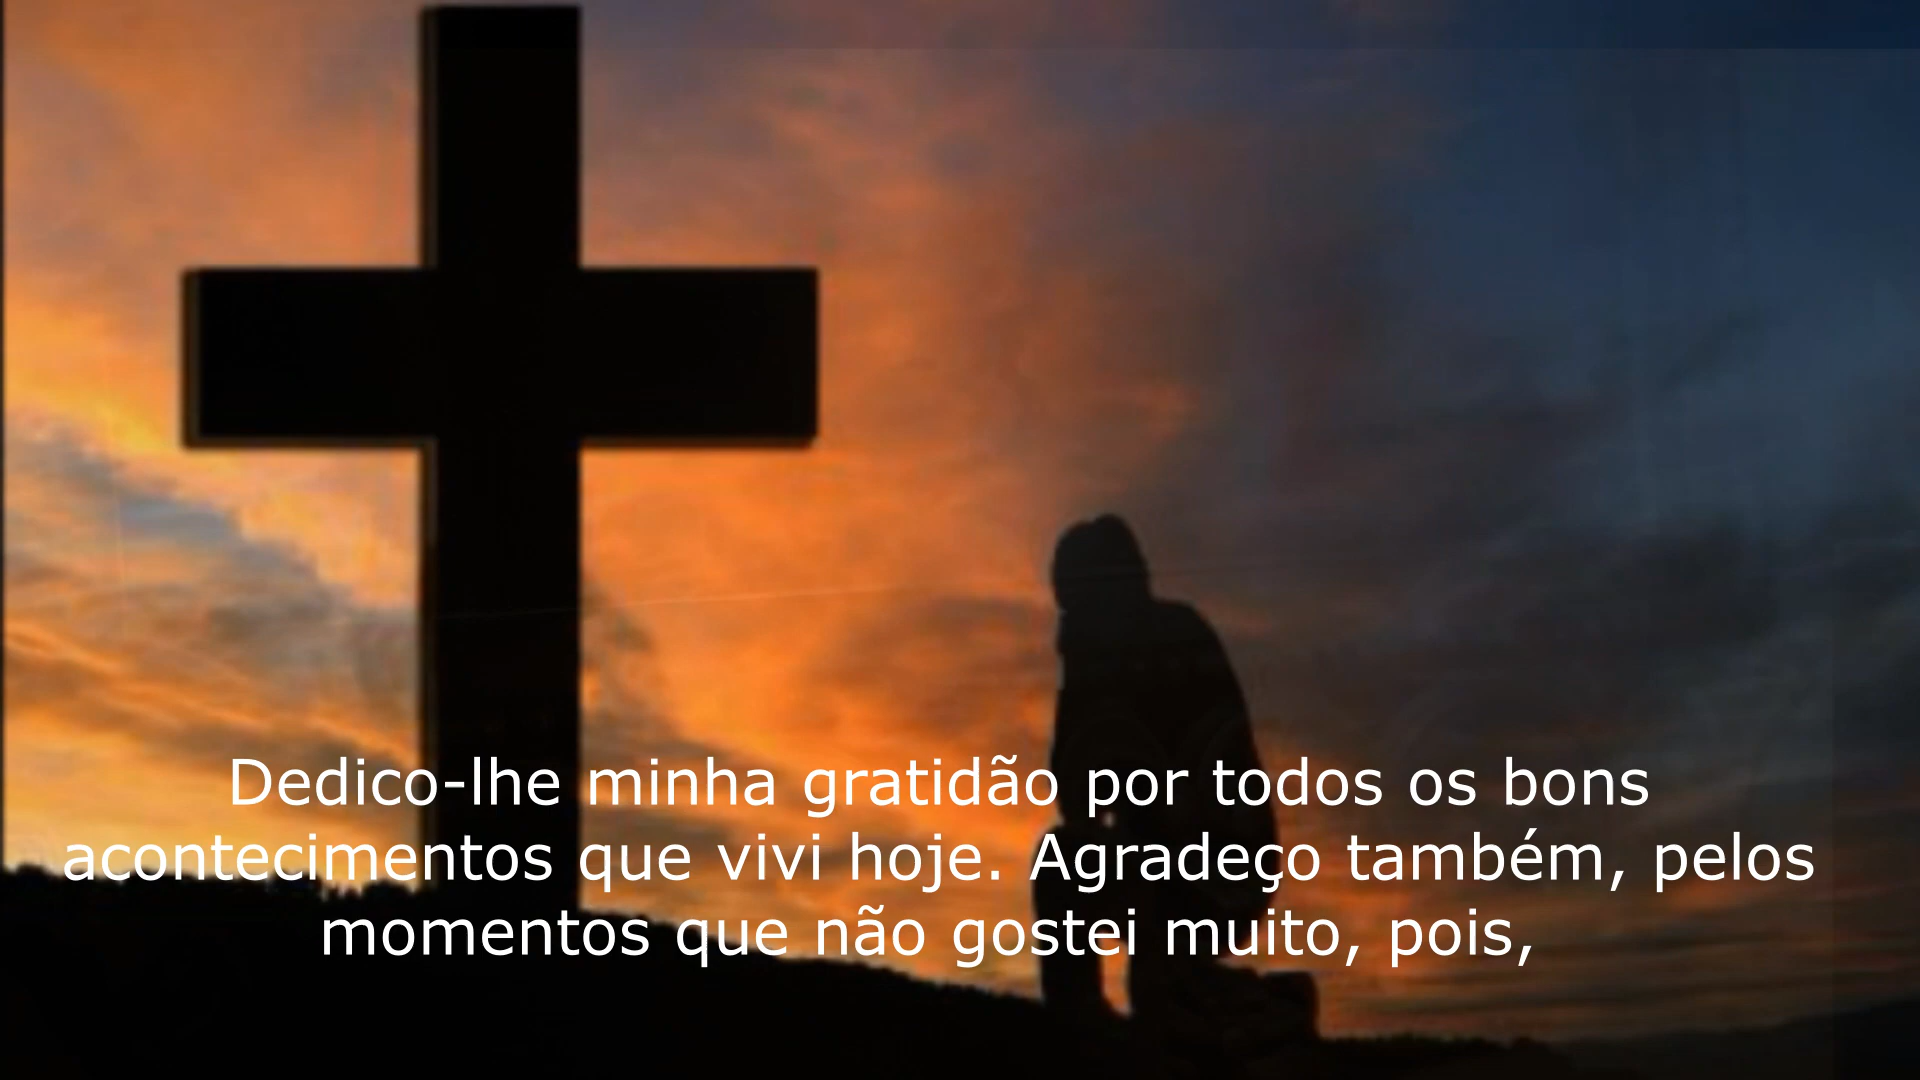 Dedico-lhe minha gratidão por todos os bons
acontecimentos que vivi hoje. Agradeço também, pelos
momentos que não gostei muito, pois,